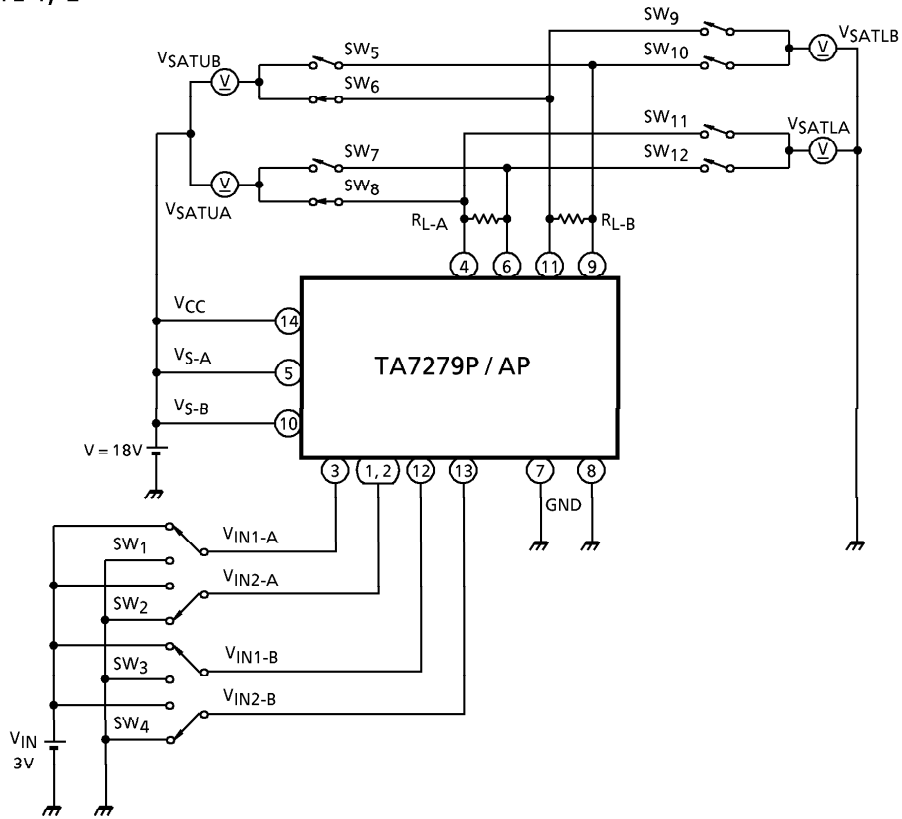 SW9
VSATLB
V
SW5
SW10
VSATUB
V
SW6
SW11
VSATLA
V
SW7
SW12
V
SW8
VSATUA
RL-A
RL-B
4
6
11
9
VCC
14
TA7279P / AP
VS-A
5
VS-B
10
V = 18V
3
1, 2
12
13
7
8
GND
VIN1-A
SW1
VIN2-A
SW2
VIN1-B
SW3
VIN2-B
SW4
VIN
3V